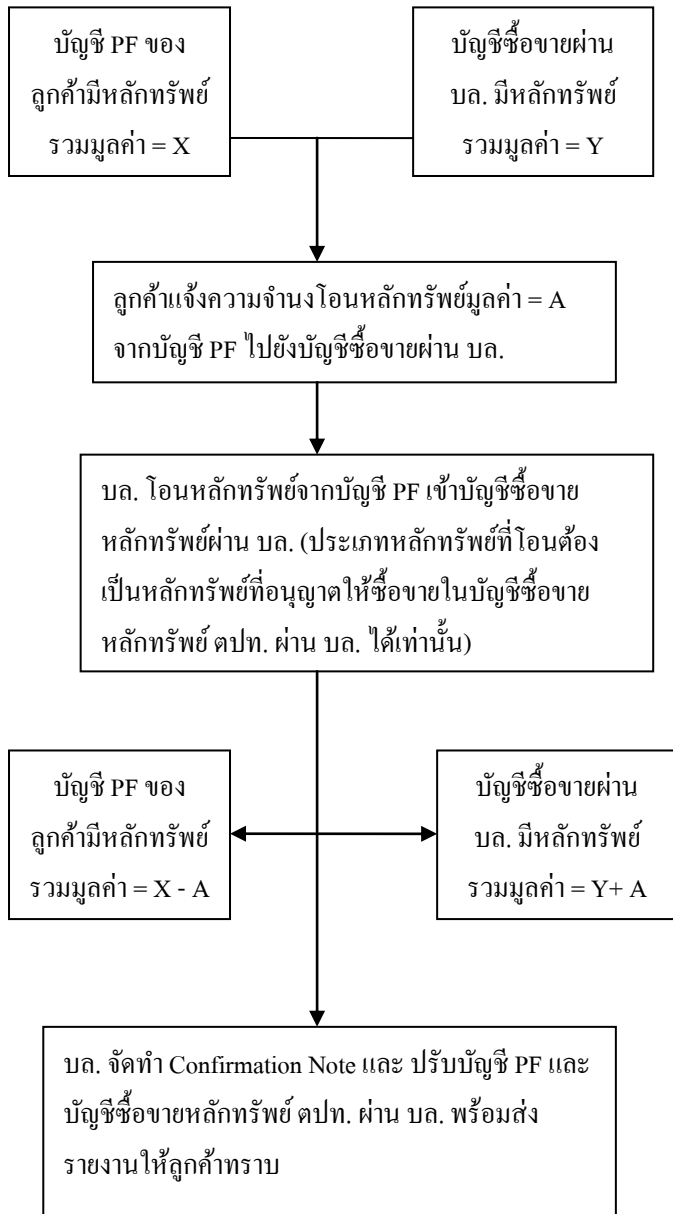 บัญชี PF ของ
ลูกค้ามีหลักทรัพย์
รวมมูลค่า = X
บัญชีซื้อขายผ่าน
บล. มีหลักทรัพย์
รวมมูลค่า = Y
ลูกค้าแจ้งความจำนงโอนหลักทรัพย์มูลค่า = A
จากบัญชี PF ไปยังบัญชีซื้อขายผ่าน บล.
บล. โอนหลักทรัพย์จากบัญชี PF เข้าบัญชีซื้อขาย
หลักทรัพย์ผ่าน บล. (ประเภทหลักทรัพย์ที่โอนต้อง
เป็นหลักทรัพย์ที่อนุญาตให้ซื้อขายในบัญชีซื้อขาย
หลักทรัพย์ ตปท. ผ่าน บล. ได้เท่านั้น)
บัญชี PF ของ
ลูกค้ามีหลักทรัพย์
รวมมูลค่า = X - A
บัญชีซื้อขายผ่าน
บล. มีหลักทรัพย์
รวมมูลค่า = Y+ A
บล. จัดทำ Confirmation Note และ ปรับบัญชี PF และ
บัญชีซื้อขายหลักทรัพย์ ตปท. ผ่าน บล. พร้อมส่ง
รายงานให้ลูกค้าทราบ